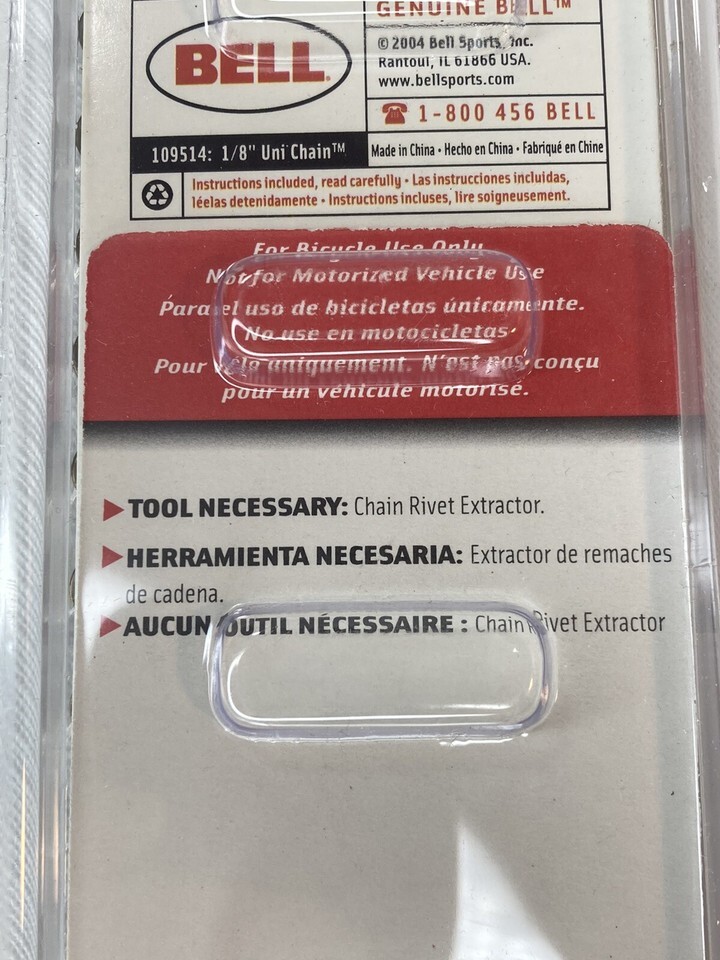 GENUINE BELL™
BELL
© 2004 Bell Sports, Inc.
Rantoul, IL 61866 USA.
www.bellsports.com
☎ 1-800 456 BELL
109514: 1/8" Uni Chain™
Made in China • Hecho en China • Fabriqué en Chine
Instructions included, read carefully • Las instrucciones incluidas,
léelas detenidamente • Instructions incluses, lire soigneusement.
For Bicycle Use Only
Not for Motorized Vehicle Use
Para el uso de bicicletas únicamente.
No use en motocicletas
Pour vélo uniquement. N'est pas conçu
pour un véhicule motorisé.
▶TOOL NECESSARY: Chain Rivet Extractor.
▶HERRAMIENTA NECESARIA: Extractor de remaches
de cadena.
▶AUCUN OUTIL NÉCESSAIRE : Chain Rivet Extractor